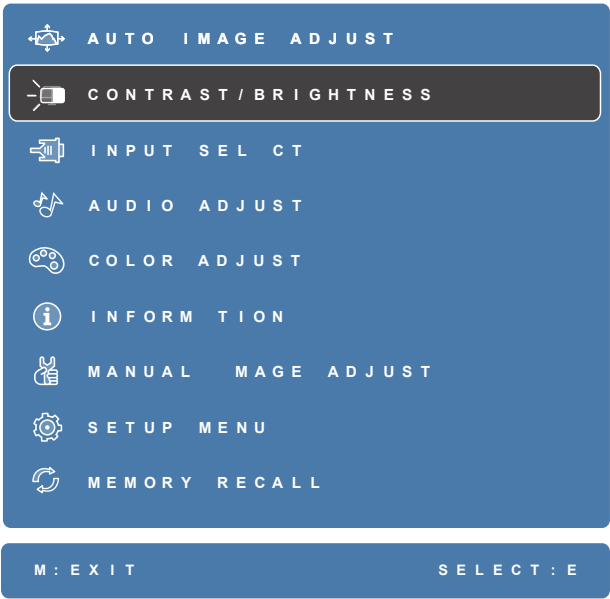 AUTO IMAGE ADJUST
CONTRAST/BRIGHTNESS
INPUT SEL CT
AUDIO ADJUST
COLOR ADJUST
INFORM TION
MANUAL MAGE ADJUST
SETUP MENU
MEMORY RECALL
M:EXIT SELECT:E